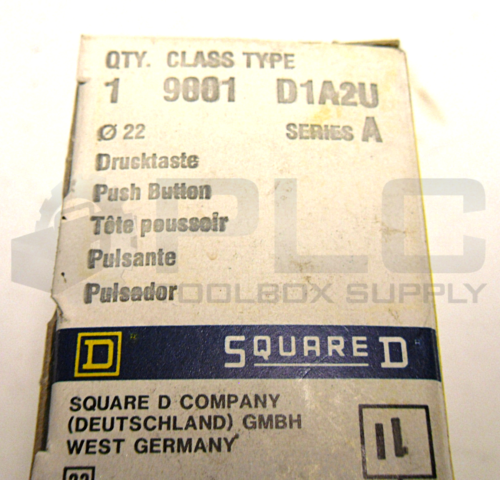 QTY. CLASS TYPE
1 9001 D1A2U
Ø 22 SERIES A
Drucktaste
Push Button
Tôte poussoir
Pulsante
Pulsador
PLC
TOOLBOX SUPPLY
D SQUARE D
SQUARE D COMPANY
(DEUTSCHLAND) GMBH
WEST GERMANY